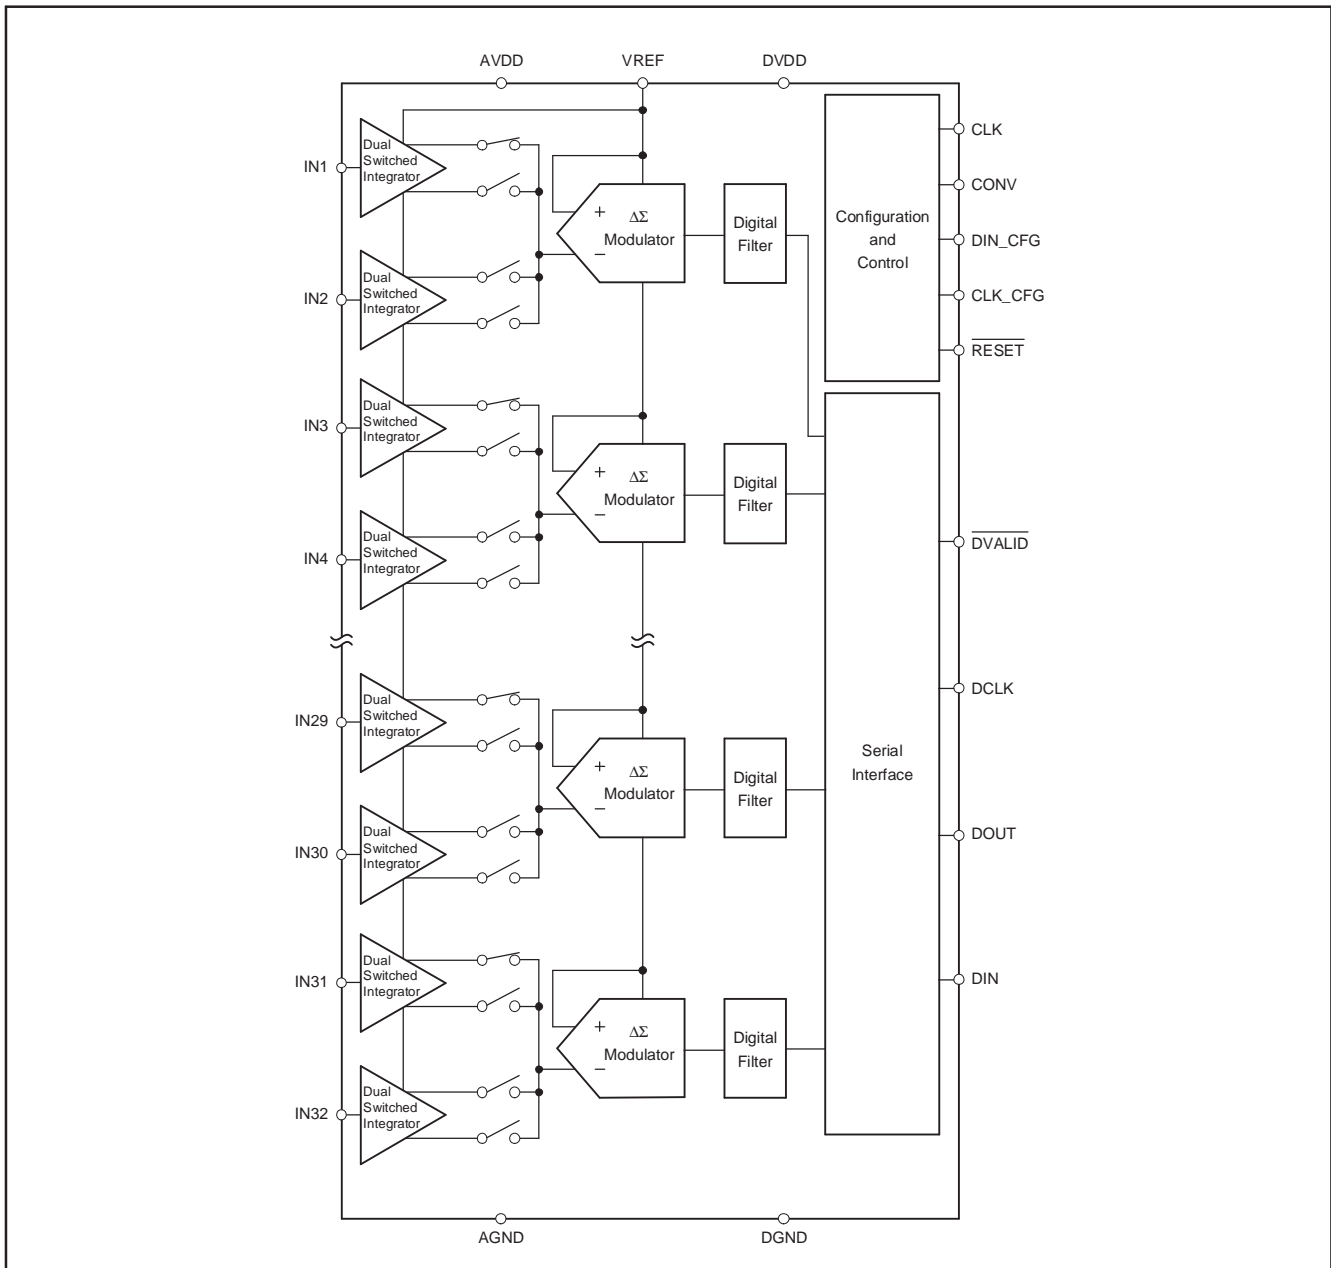 AVDD
VREF
DVDD
IN1
Dual
Switched
Integrator
IN2
Dual
Switched
Integrator
+
−
ΔΣ
Modulator
Digital
Filter
Configuration
and
Control
CLK
CONV
DIN_CFG
CLK_CFG
RESET
IN3
Dual
Switched
Integrator
IN4
Dual
Switched
Integrator
+
−
ΔΣ
Modulator
Digital
Filter
IN29
Dual
Switched
Integrator
IN30
Dual
Switched
Integrator
+
−
ΔΣ
Modulator
Digital
Filter
IN31
Dual
Switched
Integrator
IN32
Dual
Switched
Integrator
+
−
ΔΣ
Modulator
Digital
Filter
Serial
Interface
DVALID
DCLK
DOUT
DIN
AGND
DGND